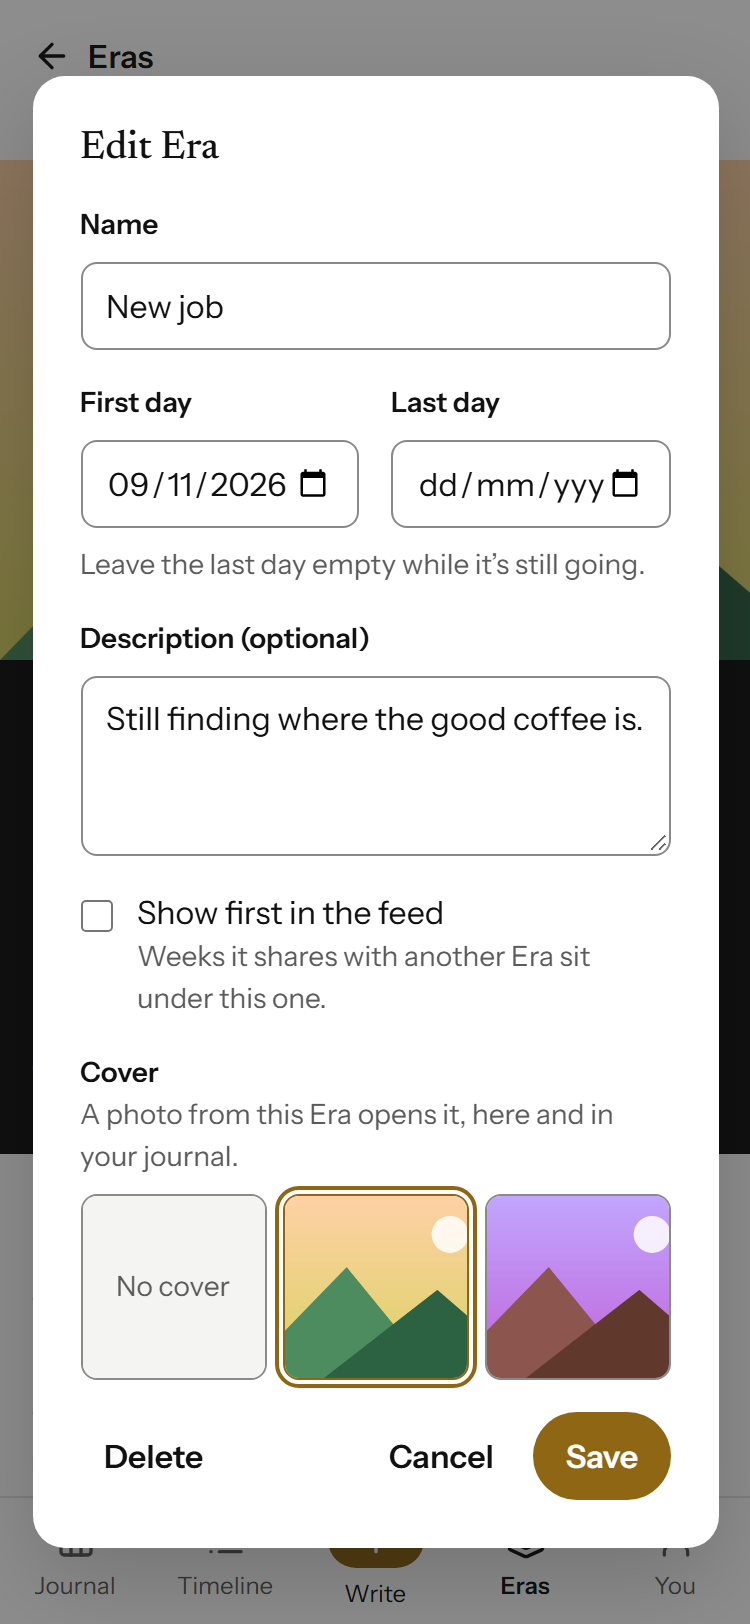 Eras
Edit Era
Name
New job
First day
Last day
09/11/2026
dd/mm/yyy
Leave the last day empty while it’s still going.
Description (optional)
Still finding where the good coffee is.
Show first in the feed
Weeks it shares with another Era sit
under this one.
Cover
A photo from this Era opens it, here and in
your journal.
No cover
Delete
Cancel
Save
Journal
Timeline
Write
Eras
You